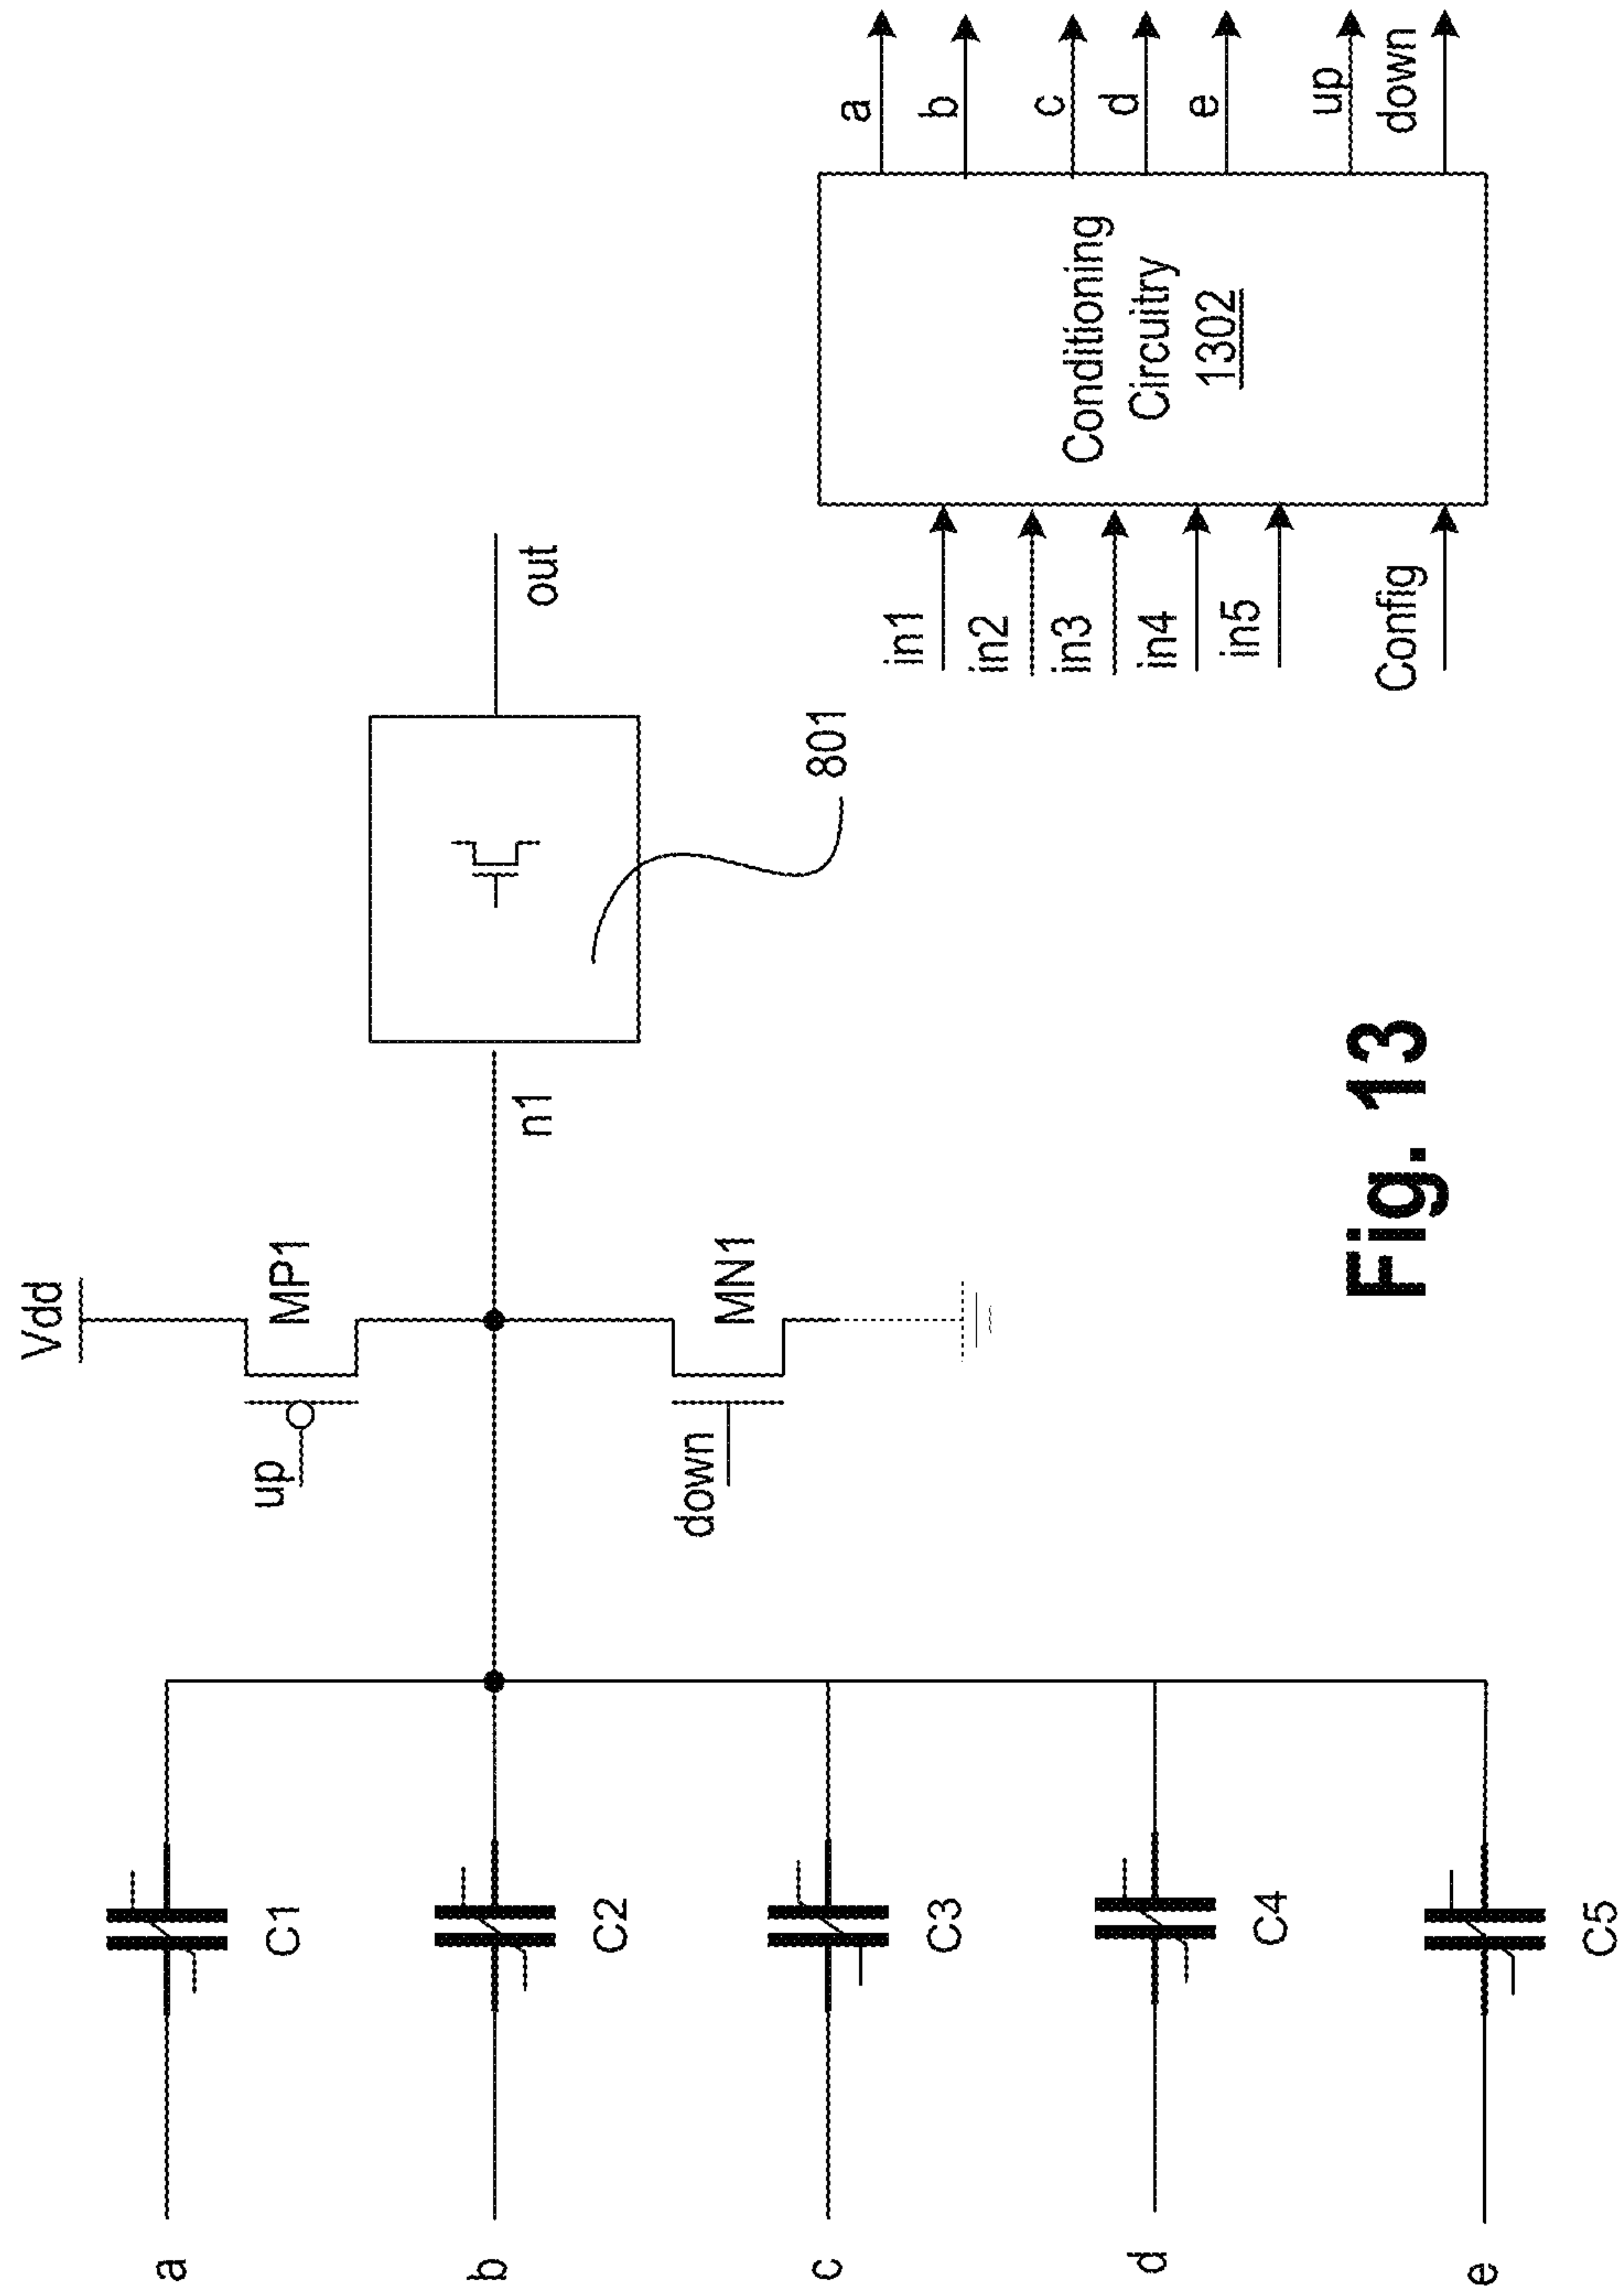 Vdd
up
MP1
down
MN1
n1
out
801
a
C1
b
C2
c
C3
d
C4
e
C5
in1
in2
in3
in4
in5
Config
Conditioning
Circuitry
1302
a
b
c
d
e
up
down
Fig. 13